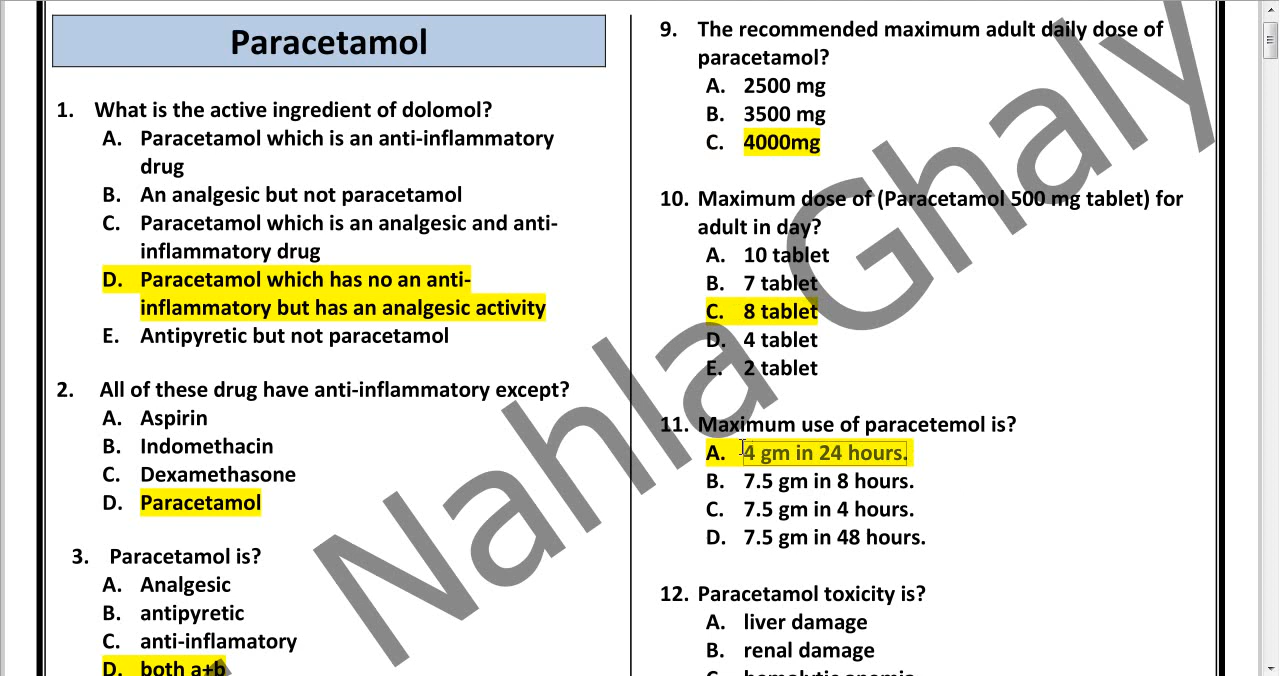 Paracetamol
1. What is the active ingredient of dolomol?
A. Paracetamol which is an anti-inflammatory
drug
B. An analgesic but not paracetamol
C. Paracetamol which is an analgesic and anti-
inflammatory drug
D. Paracetamol which has no an anti-
inflammatory but has an analgesic activity
E. Antipyretic but not paracetamol
2. All of these drug have anti-inflammatory except?
A. Aspirin
B. Indomethacin
C. Dexamethasone
D. Paracetamol
3. Paracetamol is?
A. Analgesic
B. antipyretic
C. anti-inflamatory
D. both a+b
9. The recommended maximum adult daily dose of
paracetamol?
A. 2500 mg
B. 3500 mg
C. 4000mg
10. Maximum dose of (Paracetamol 500 mg tablet) for
adult in day?
A. 10 tablet
B. 7 tablet
C. 8 tablet
D. 4 tablet
E. 2 tablet
11. Maximum use of paracetemol is?
A. 4 gm in 24 hours.
B. 7.5 gm in 8 hours.
C. 7.5 gm in 4 hours.
D. 7.5 gm in 48 hours.
12. Paracetamol toxicity is?
A. liver damage
B. renal damage
C. hemolytic anemia
Nahla Ghaly